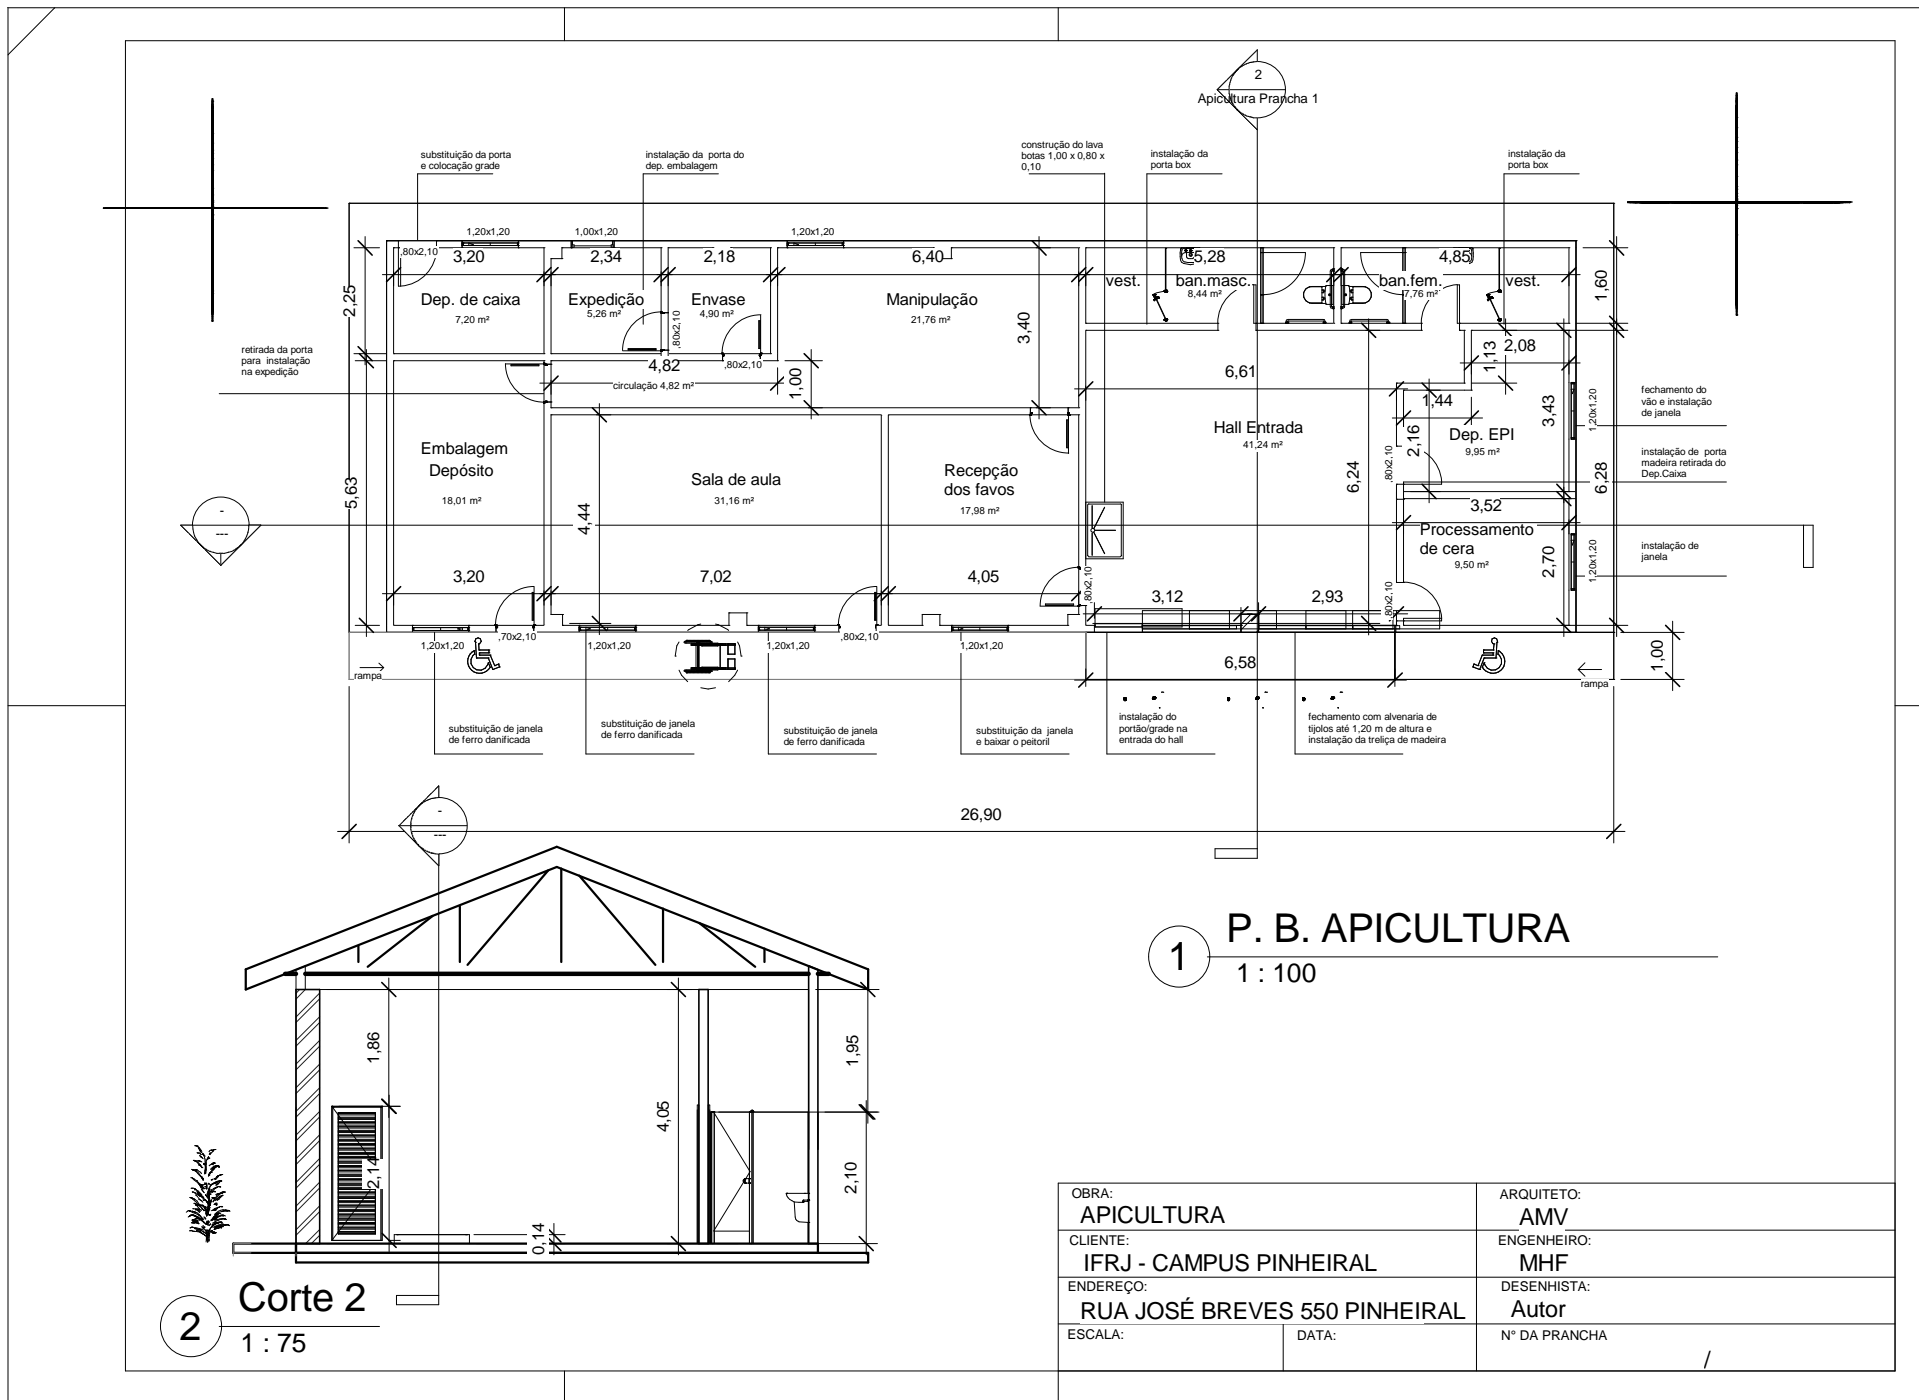 2
Apicultura Prancha 1
substituição da porta
e colocação grade
instalação da porta do
dep. embalagem
construção do lava
botas 1,00 x 0,80 x
0,10
instalação da
porta box
instalação da
porta box
1,20x1,20
1,00x1,20
1,20x1,20
,80x2,10
3,20
2,34
2,18
6,40
5,28
4,85
Dep. de caixa
7,20 m²
Expedição
5,26 m²
Envase
4,90 m²
Manipulação
21,76 m²
vest.
ban.masc.
8,44 m²
ban.fem.
7,76 m²
vest.
2,25
1,60
3,40
,80x2,10
,80x2,10
retirada da porta
para instalação
na expedição
4,82
circulação 4,82 m²
1,00
6,61
1,13
2,08
1,44
3,43
1,20x1,20
fechamento do
vão e instalação
de janela
Hall Entrada
41,24 m²
Dep. EPI
9,95 m²
2,16
,80x2,10
6,24
6,28
instalação de porta
madeira retirada do
Dep.Caixa
Embalagem
Depósito
18,01 m²
Sala de aula
31,16 m²
Recepção
dos favos
17,98 m²
5,63
4,44
3,52
Processamento
de cera
9,50 m²
2,70
1,20x1,20
instalação de
janela
-
---
3,20
7,02
4,05
,80x2,10
3,12
2,93
,80x2,10
1,20x1,20
,70x2,10
1,20x1,20
1,20x1,20
,80x2,10
1,20x1,20
rampa
6,58
rampa
1,00
substituição de janela
de ferro danificada
substituição de janela
de ferro danificada
substituição de janela
de ferro danificada
substituição da janela
e baixar o peitoril
instalação do
portão/grade na
entrada do hall
fechamento com alvenaria de
tijolos até 1,20 m de altura e
instalação da treliça de madeira
26,90
-
---
1 P. B. APICULTURA
1 : 100
1,86
4,05
1,95
2,14
2,10
0,14
2 Corte 2
1 : 75
OBRA:
APICULTURA
ARQUITETO:
AMV
CLIENTE:
IFRJ - CAMPUS PINHEIRAL
ENGENHEIRO:
MHF
ENDEREÇO:
RUA JOSÉ BREVES 550 PINHEIRAL
DESENHISTA:
Autor
ESCALA:
DATA:
N° DA PRANCHA
/